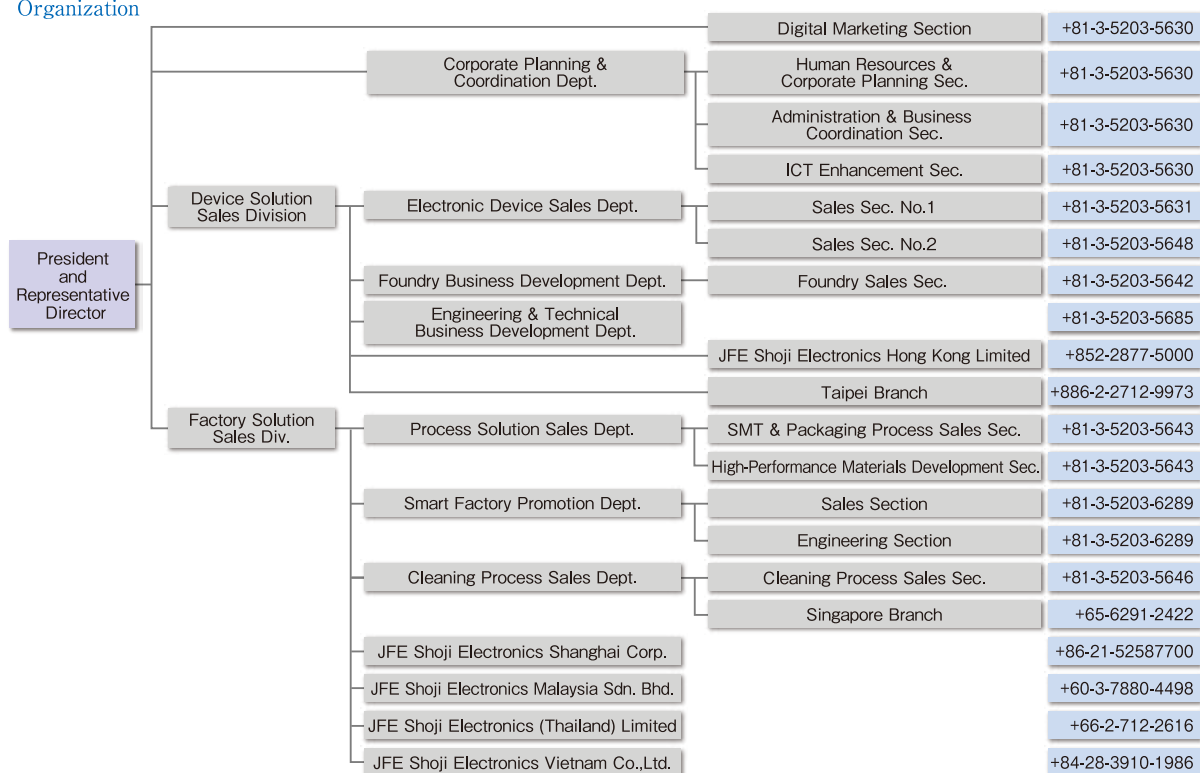 Organization
Digital Marketing Section
+81-3-5203-5630
Corporate Planning &
Coordination Dept.
Human Resources &
Corporate Planning Sec.
+81-3-5203-5630
Administration & Business
Coordination Sec.
+81-3-5203-5630
ICT Enhancement Sec.
+81-3-5203-5630
Device Solution
Sales Division
Electronic Device Sales Dept.
Sales Sec. No.1
+81-3-5203-5631
Sales Sec. No.2
+81-3-5203-5648
President
and
Representative
Director
Foundry Business Development Dept.
Foundry Sales Sec.
+81-3-5203-5642
Engineering & Technical
Business Development Dept.
+81-3-5203-5685
JFE Shoji Electronics Hong Kong Limited
+852-2877-5000
Taipei Branch
+886-2-2712-9973
Factory Solution
Sales Div.
Process Solution Sales Dept.
SMT & Packaging Process Sales Sec.
+81-3-5203-5643
High-Performance Materials Development Sec.
+81-3-5203-5643
Smart Factory Promotion Dept.
Sales Section
+81-3-5203-6289
Engineering Section
+81-3-5203-6289
Cleaning Process Sales Dept.
Cleaning Process Sales Sec.
+81-3-5203-5646
Singapore Branch
+65-6291-2422
JFE Shoji Electronics Shanghai Corp.
+86-21-52587700
JFE Shoji Electronics Malaysia Sdn. Bhd.
+60-3-7880-4498
JFE Shoji Electronics (Thailand) Limited
+66-2-712-2616
JFE Shoji Electronics Vietnam Co.,Ltd.
+84-28-3910-1986